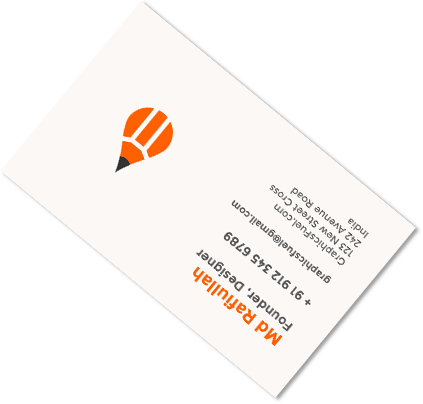 Md Rafiullah
Founder, Designer
+ 91 912 345 6789
graphicsfuel@gmail.com
GraphicsFuel.com
123 New Street Cross
242 Avenue Road
India